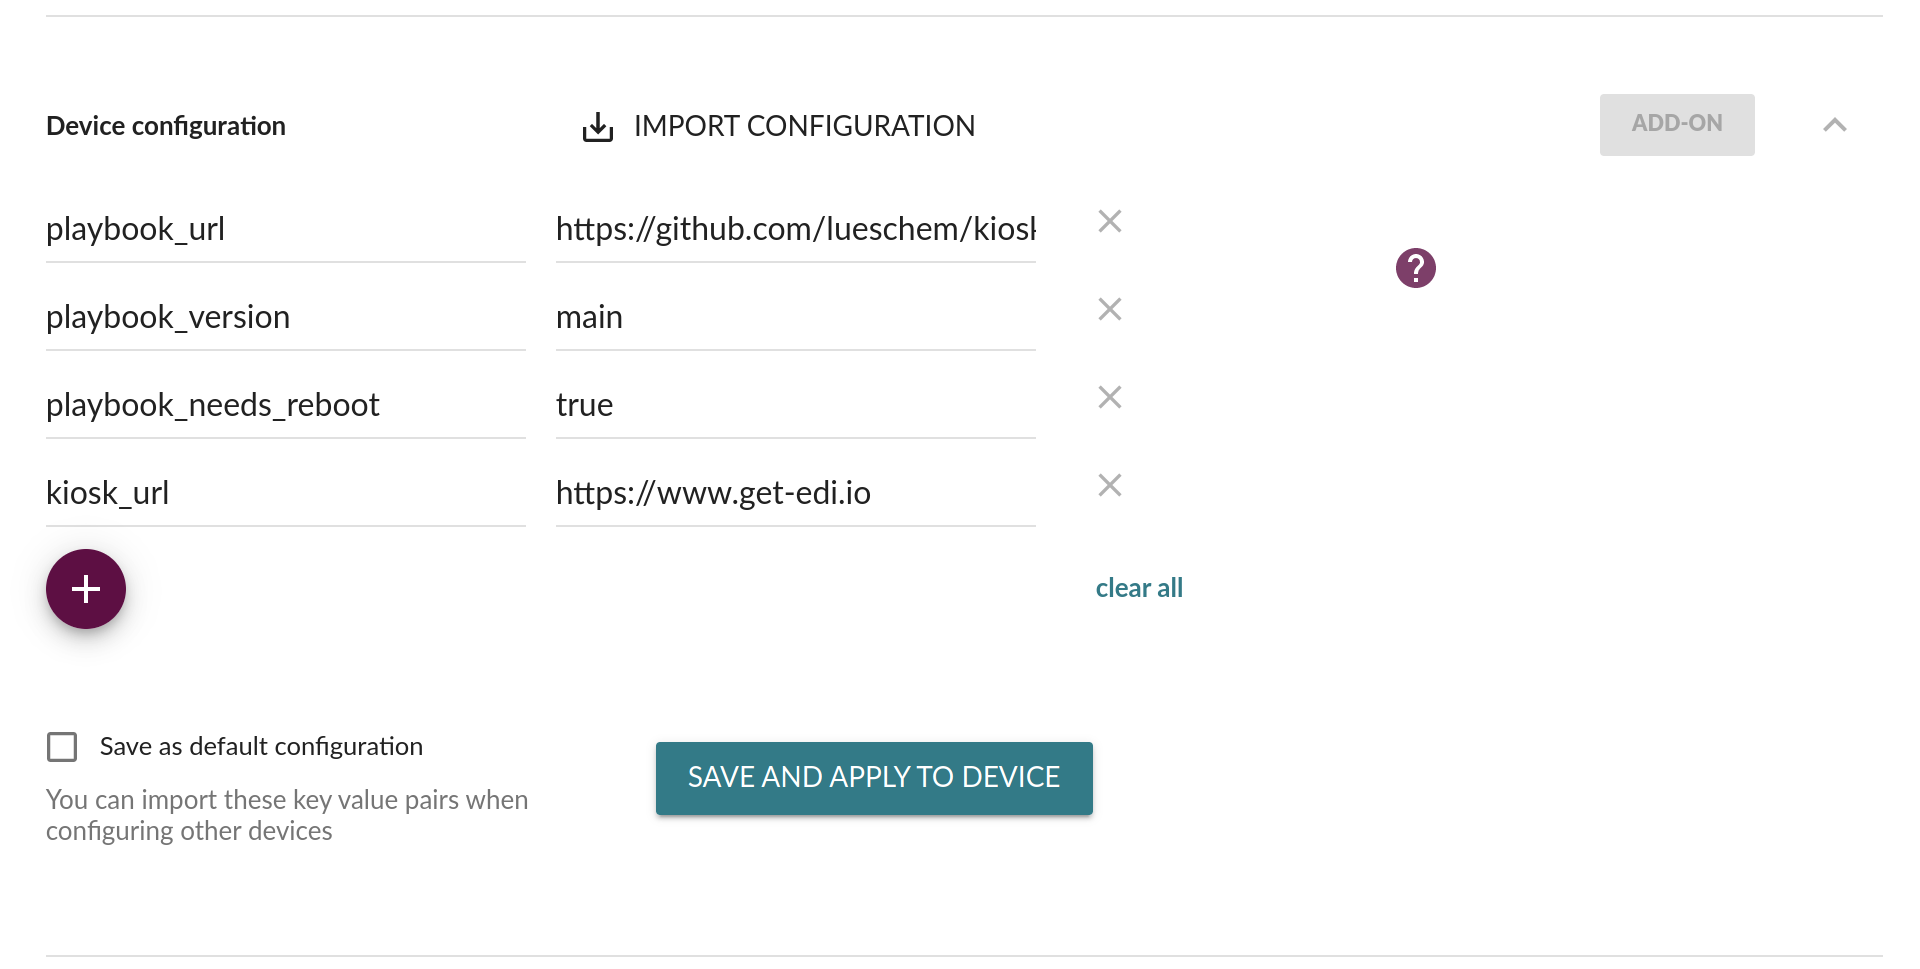 Device configuration
IMPORT CONFIGURATION
ADD-ON
playbook_url
https://github.com/lueschem/kiosk
playbook_version
main
playbook_needs_reboot
true
kiosk_url
https://www.get-edi.io
clear all
Save as default configuration
SAVE AND APPLY TO DEVICE
You can import these key value pairs when
configuring other devices